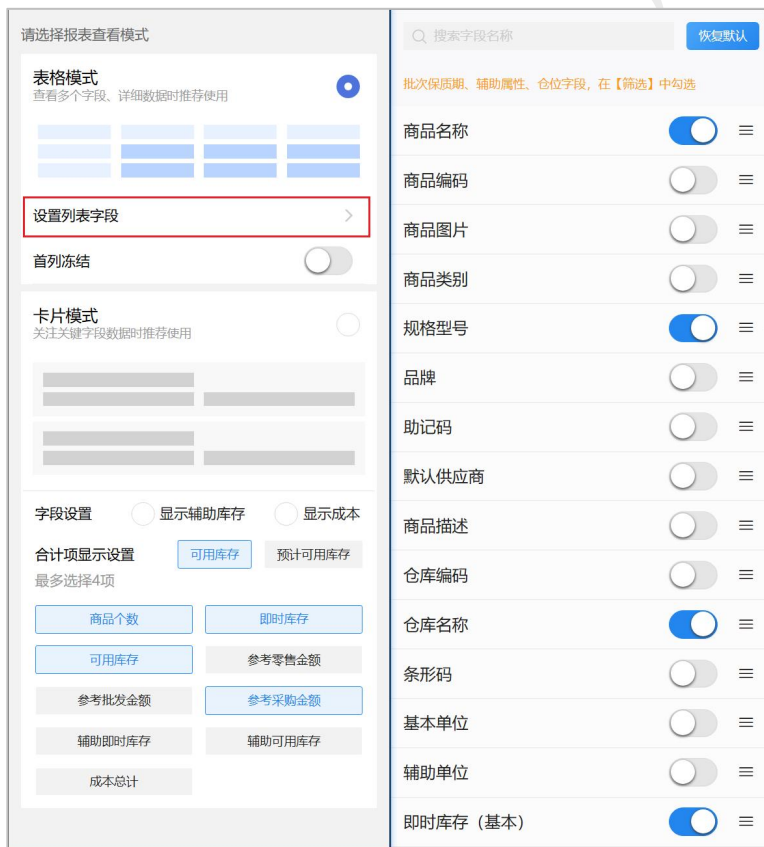 请选择报表查看模式
表格模式
查看多个字段、详细数据时推荐使用
设置列表字段
首列冻结
卡片模式
关注关键字段数据时推荐使用
字段设置 显示辅助库存 显示成本
合计项显示设置 可用库存 预计可用库存
最多选择4项
商品个数 即时库存
可用库存 参考零售金额
参考批发金额 参考采购金额
辅助即时库存 辅助可用库存
成本总计
搜索字段名称 恢复默认
批次保质期、辅助属性、仓位字段，在【筛选】中勾选
商品名称
商品编码
商品图片
商品类别
规格型号
品牌
助记码
默认供应商
商品描述
仓库编码
仓库名称
条形码
基本单位
辅助单位
即时库存（基本）